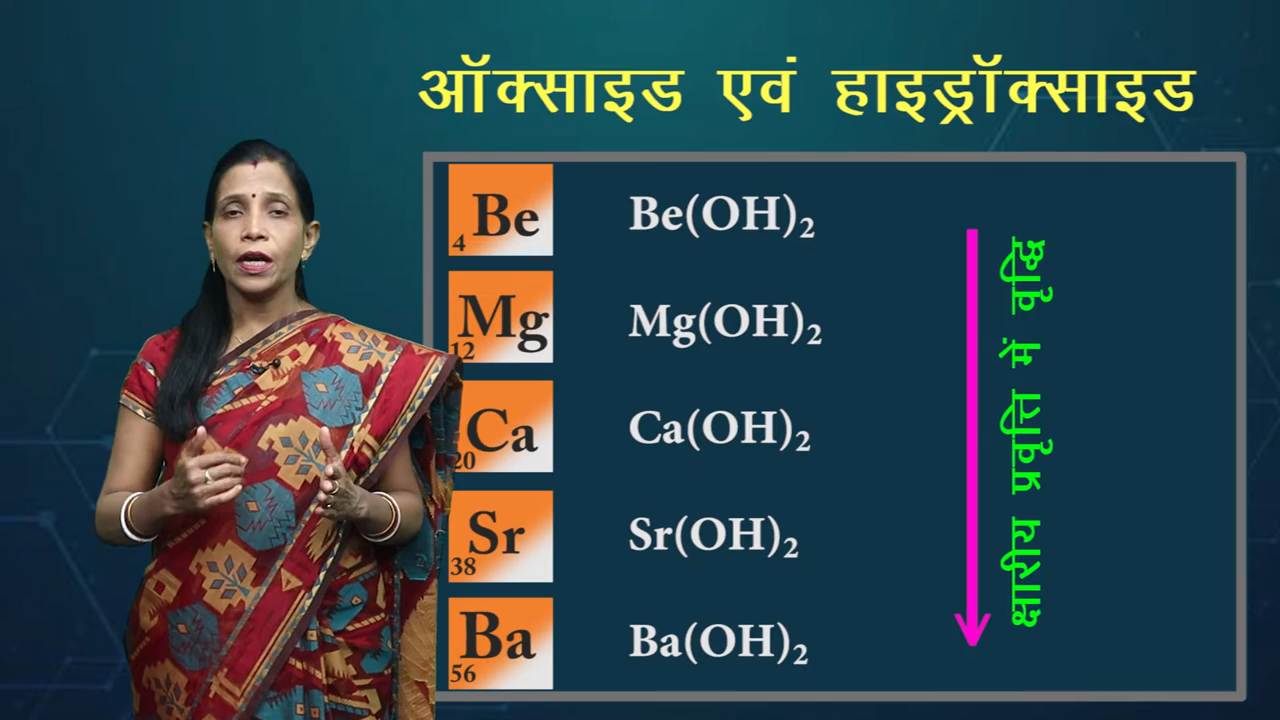 ऑक्साइड एवं हाइड्रॉक्साइड
Be
4
Be(OH)₂
Mg
12
Mg(OH)₂
Ca
20
Ca(OH)₂
Sr
38
Sr(OH)₂
Ba
56
Ba(OH)₂
क्षारीय प्रवृत्ति में वृद्धि